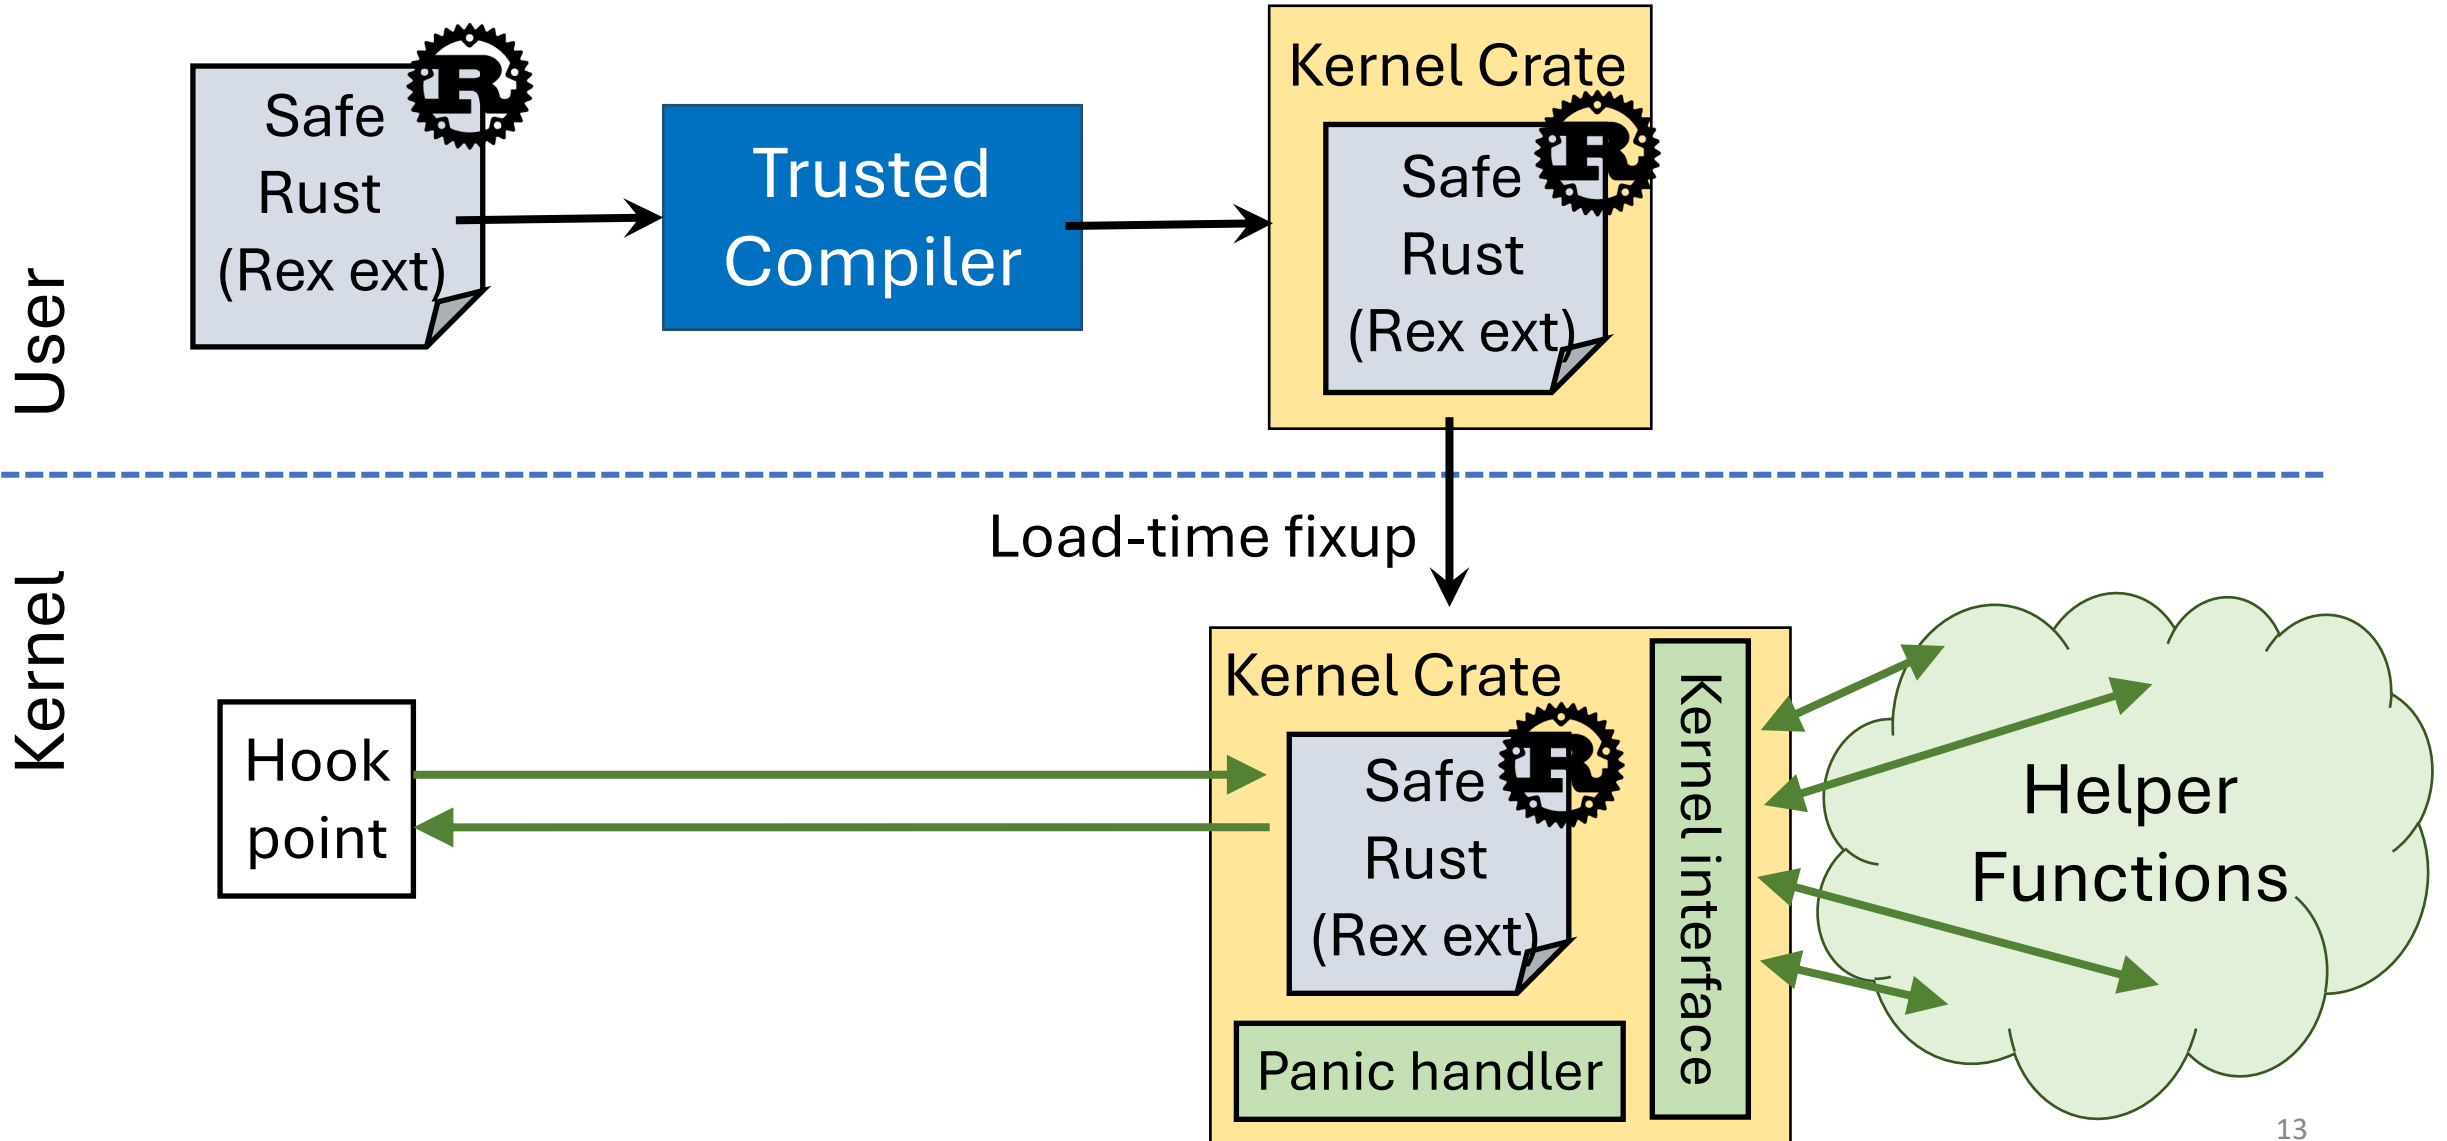 User
Safe
Rust
(Rex ext)
R
Trusted
Compiler
Kernel Crate
Safe
Rust
(Rex ext)
R
Load-time fixup
Kernel
Hook
point
Kernel Crate
Safe
Rust
(Rex ext)
R
Panic handler
Kernel interface
Helper
Functions
13